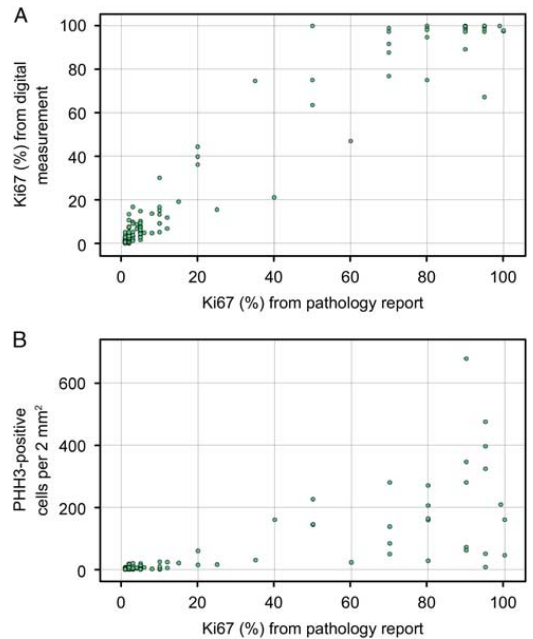 A
Ki67 (%) from digital
measurement
100
80
60
40
20
0
0 20 40 60 80 100
Ki67 (%) from pathology report
B
PHH3-positive
cells per 2 mm²
600
400
200
0
0 20 40 60 80 100
Ki67 (%) from pathology report